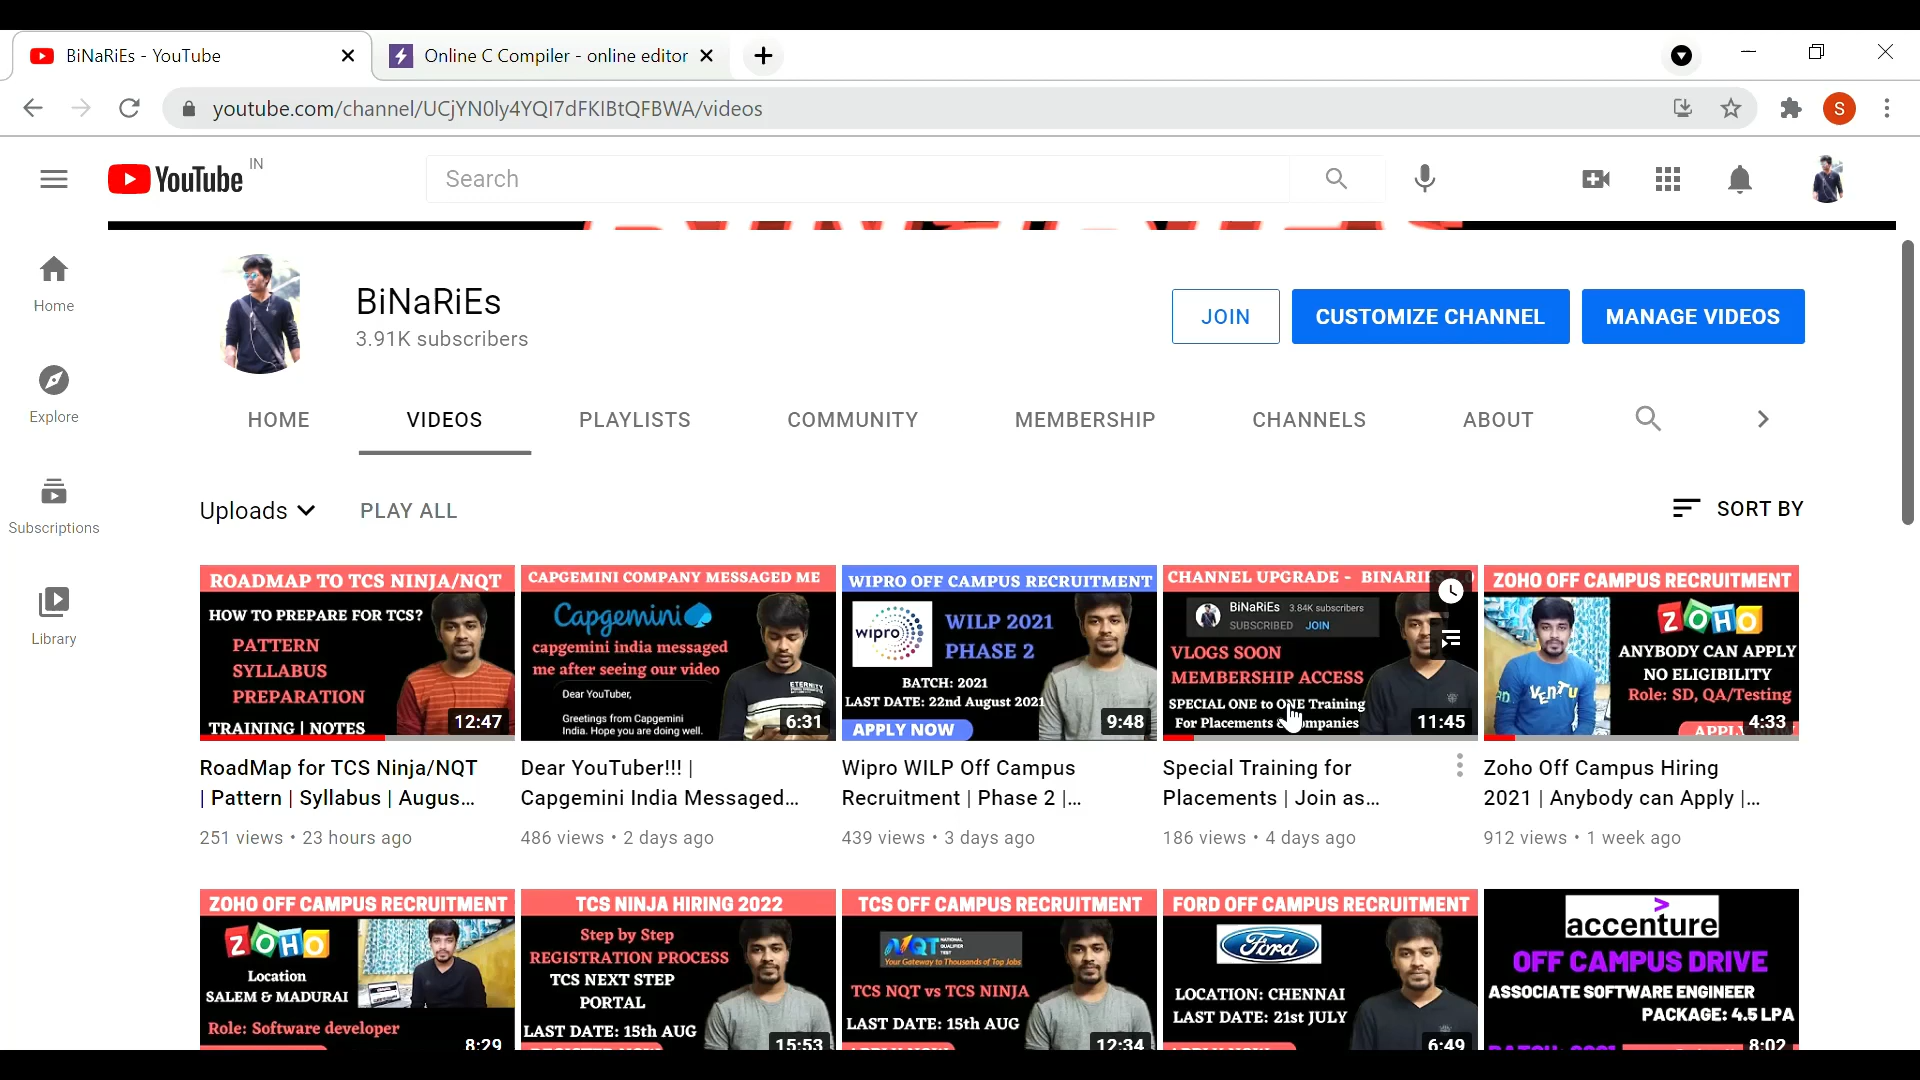 BiNaRiEs - YouTube
Online C Compiler - online editor
youtube.com/channel/UCjYN0ly4YQI7dFKIBtQFBWA/videos
S
YouTube IN
Search
Home
Explore
Subscriptions
Library
BiNaRiEs
3.91K subscribers
JOIN
CUSTOMIZE CHANNEL
MANAGE VIDEOS
HOME
VIDEOS
PLAYLISTS
COMMUNITY
MEMBERSHIP
CHANNELS
ABOUT
Uploads
PLAY ALL
SORT BY
ROADMAP TO TCS NINJA/NQT
HOW TO PREPARE FOR TCS?
PATTERN
SYLLABUS
PREPARATION
TRAINING | NOTES
12:47
RoadMap for TCS Ninja/NQT
| Pattern | Syllabus | Augus...
251 views • 23 hours ago
CAPGEMINI COMPANY MESSAGED ME
Capgemini
capgemini india messaged
me after seeing our video
Dear YouTuber,
Greetings from Capgemini
India. Hope you are doing well.
ETERNITY
6:31
Dear YouTuber!!! |
Capgemini India Messaged...
486 views • 2 days ago
WIPRO OFF CAMPUS RECRUITMENT
wipro
WILP 2021
PHASE 2
BATCH: 2021
LAST DATE: 22nd August 2021
APPLY NOW
9:48
Wipro WILP Off Campus
Recruitment | Phase 2 |...
439 views • 3 days ago
CHANNEL UPGRADE - BINARI
BiNaRiEs 3.84K subscribers
SUBSCRIBED JOIN
VLOGS SOON
MEMBERSHIP ACCESS
SPECIAL ONE to ONE Training
For Placements
11:45
Special Training for
Placements | Join as...
186 views • 4 days ago
ZOHO OFF CAMPUS RECRUITMENT
ZOHO
ANYBODY CAN APPLY
NO ELIGIBILITY
Role: SD, QA/Testing
4:33
Zoho Off Campus Hiring
2021 | Anybody can Apply |...
912 views • 1 week ago
ZOHO OFF CAMPUS RECRUITMENT
ZOHO
Location
SALEM & MADURAI
Role: Software developer
8:29
TCS NINJA HIRING 2022
Step by Step
REGISTRATION PROCESS
TCS NEXT STEP
PORTAL
LAST DATE: 15th AUG
15:53
TCS OFF CAMPUS RECRUITMENT
NQT NATIONAL QUALIFIER TEST
Your Gateway to Thousands of Top Jobs
TCS NQT vs TCS NINJA
LAST DATE: 15th AUG
12:34
FORD OFF CAMPUS RECRUITMENT
Ford
LOCATION: CHENNAI
LAST DATE: 21st JULY
6:49
accenture
OFF CAMPUS DRIVE
ASSOCIATE SOFTWARE ENGINEER
PACKAGE: 4.5 LPA
8:02